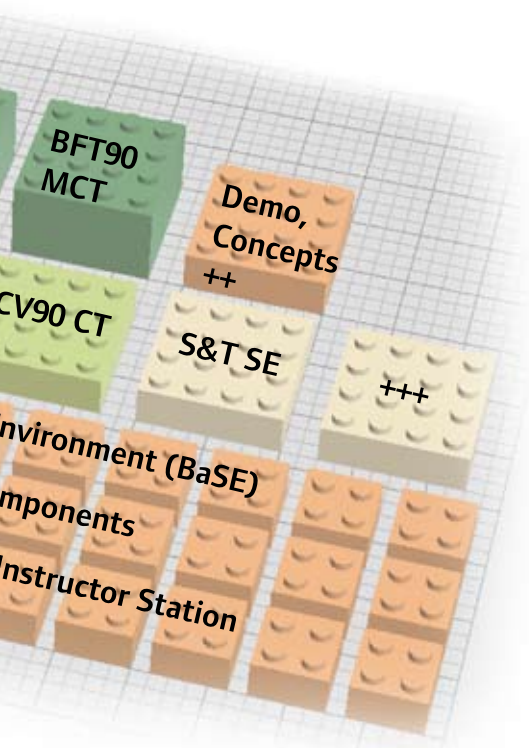 BFT90
MCT
Demo,
Concepts
++
CV90 CT
S&T SE
+++
nvironment (BaSE)
mponents
Instructor Station